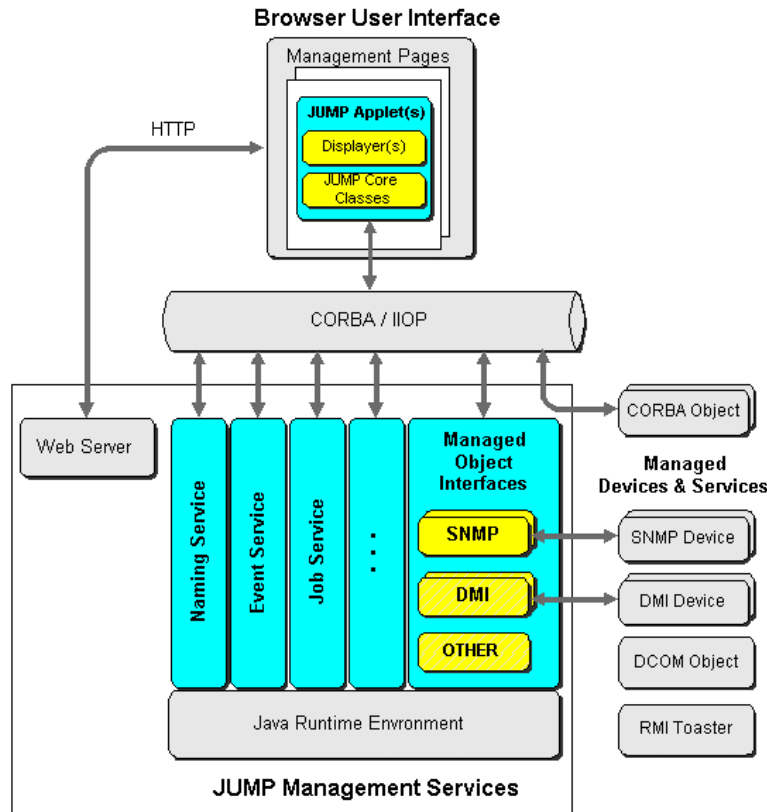 Browser User Interface
Management Pages
JUMP Applet(s)
Displayer(s)
JUMP Core
Classes
HTTP
CORBA / IIOP
Web Server
Naming Service
Event Service
Job Service
. . .
Managed
Object
Interfaces
SNMP
DMI
OTHER
CORBA Object
Managed
Devices & Services
SNMP Device
DMI Device
DCOM Object
RMI Toaster
Java Runtime Envronment
JUMP Management Services